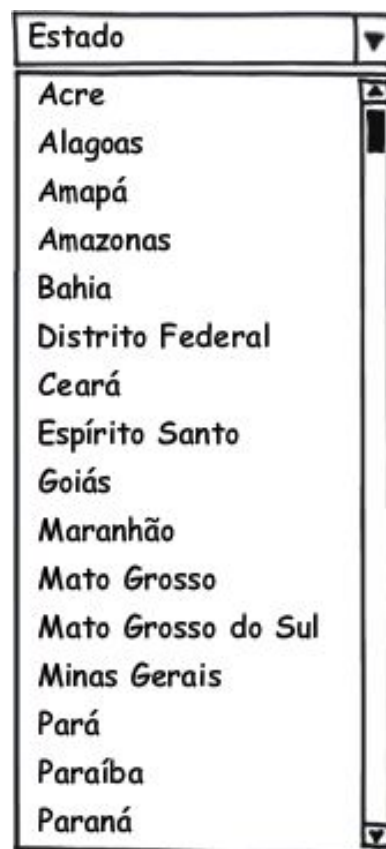 Estado
Acre
Alagoas
Amapá
Amazonas
Bahia
Distrito Federal
Ceará
Espírito Santo
Goiás
Maranhão
Mato Grosso
Mato Grosso do Sul
Minas Gerais
Pará
Paraíba
Paraná